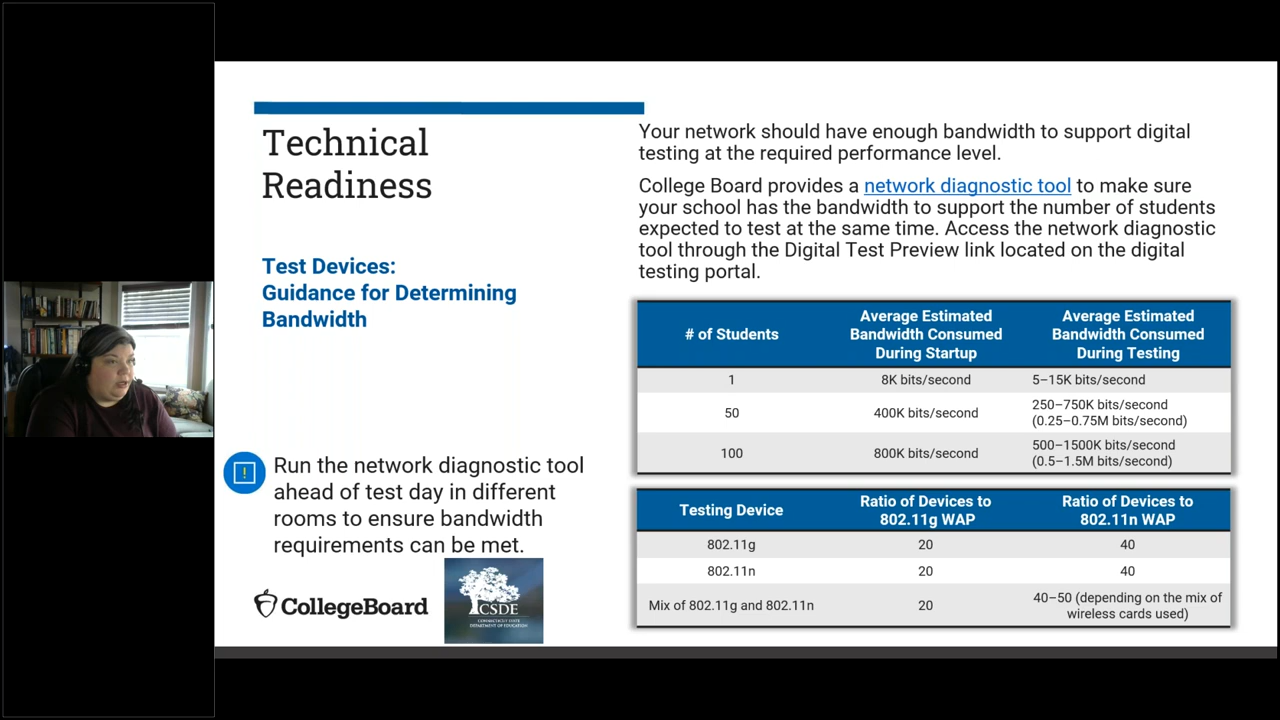 Technical
Readiness
Test Devices:
Guidance for Determining
Bandwidth
! Run the network diagnostic tool
ahead of test day in different
rooms to ensure bandwidth
requirements can be met.
CollegeBoard
CSDE
CONNECTICUT STATE
DEPARTMENT OF EDUCATION
Your network should have enough bandwidth to support digital
testing at the required performance level.
College Board provides a network diagnostic tool to make sure
your school has the bandwidth to support the number of students
expected to test at the same time. Access the network diagnostic
tool through the Digital Test Preview link located on the digital
testing portal.
# of Students
Average Estimated
Bandwidth Consumed
During Startup
Average Estimated
Bandwidth Consumed
During Testing
1 8K bits/second 5–15K bits/second
50 400K bits/second 250–750K bits/second
(0.25–0.75M bits/second)
100 800K bits/second 500–1500K bits/second
(0.5–1.5M bits/second)
Testing Device
Ratio of Devices to
802.11g WAP
Ratio of Devices to
802.11n WAP
802.11g 20 40
802.11n 20 40
Mix of 802.11g and 802.11n 20 40–50 (depending on the mix of
wireless cards used)